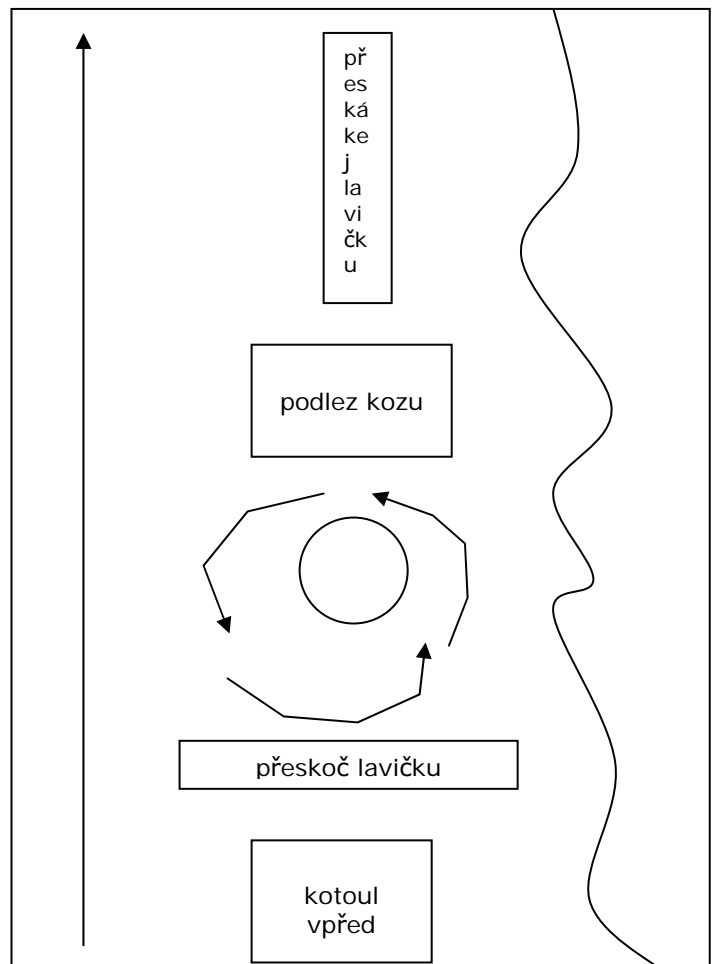 př
es
ká
ke
j
la
vi
čk
u
podlez kozu
přeskoč lavičku
kotoul
vpřed